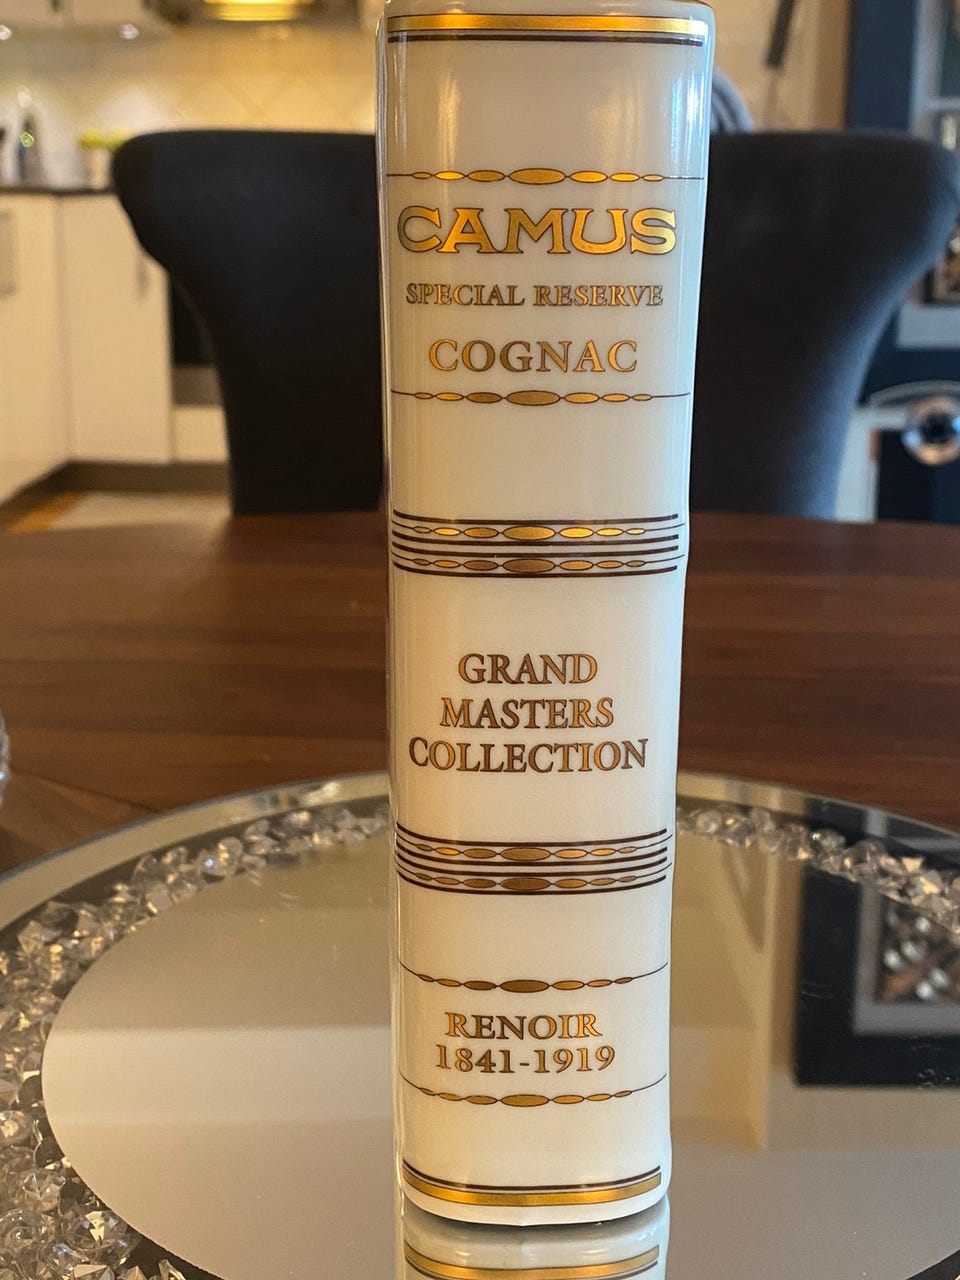 CAMUS
SPECIAL RESERVE
COGNAC
GRAND
MASTERS
COLLECTION
RENOIR
1841-1919